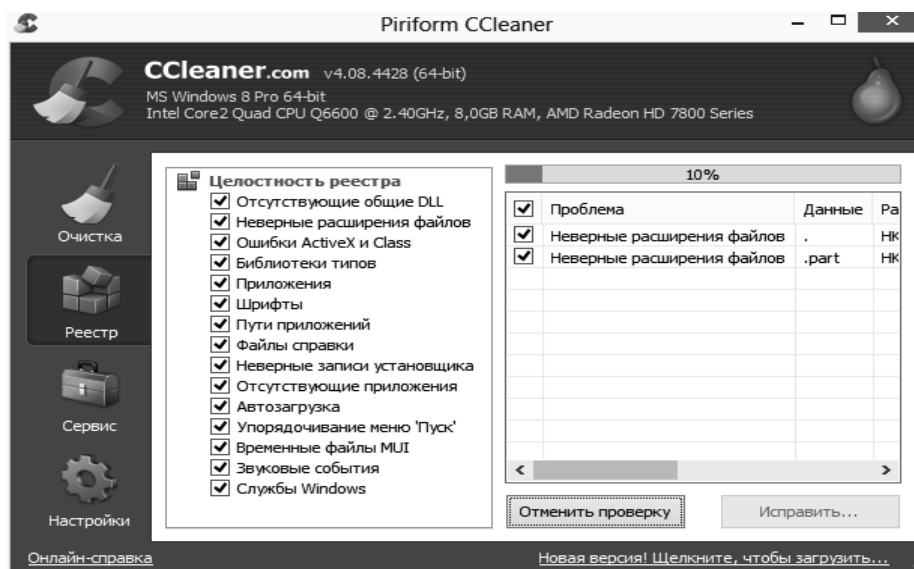 Piriform CCleaner
CCleaner.com v4.08.4428 (64-bit)
MS Windows 8 Pro 64-bit
Intel Core2 Quad CPU Q6600 @ 2.40GHz, 8,0GB RAM, AMD Radeon HD 7800 Series
Очистка
Реестр
Сервис
Настройки
Целостность реестра
Отсутствующие общие DLL
Неверные расширения файлов
Ошибки ActiveX и Class
Библиотеки типов
Приложения
Шрифты
Пути приложений
Файлы справки
Неверные записи установщика
Отсутствующие приложения
Автозагрузка
Упорядочивание меню 'Пуск'
Временные файлы MUI
Звуковые события
Службы Windows
10%
Проблема Данные Ра
Неверные расширения файлов . НК
Неверные расширения файлов .part НК
Отменить проверку Исправить...
Онлайн-справка Новая версия! Щелкните, чтобы загрузить...